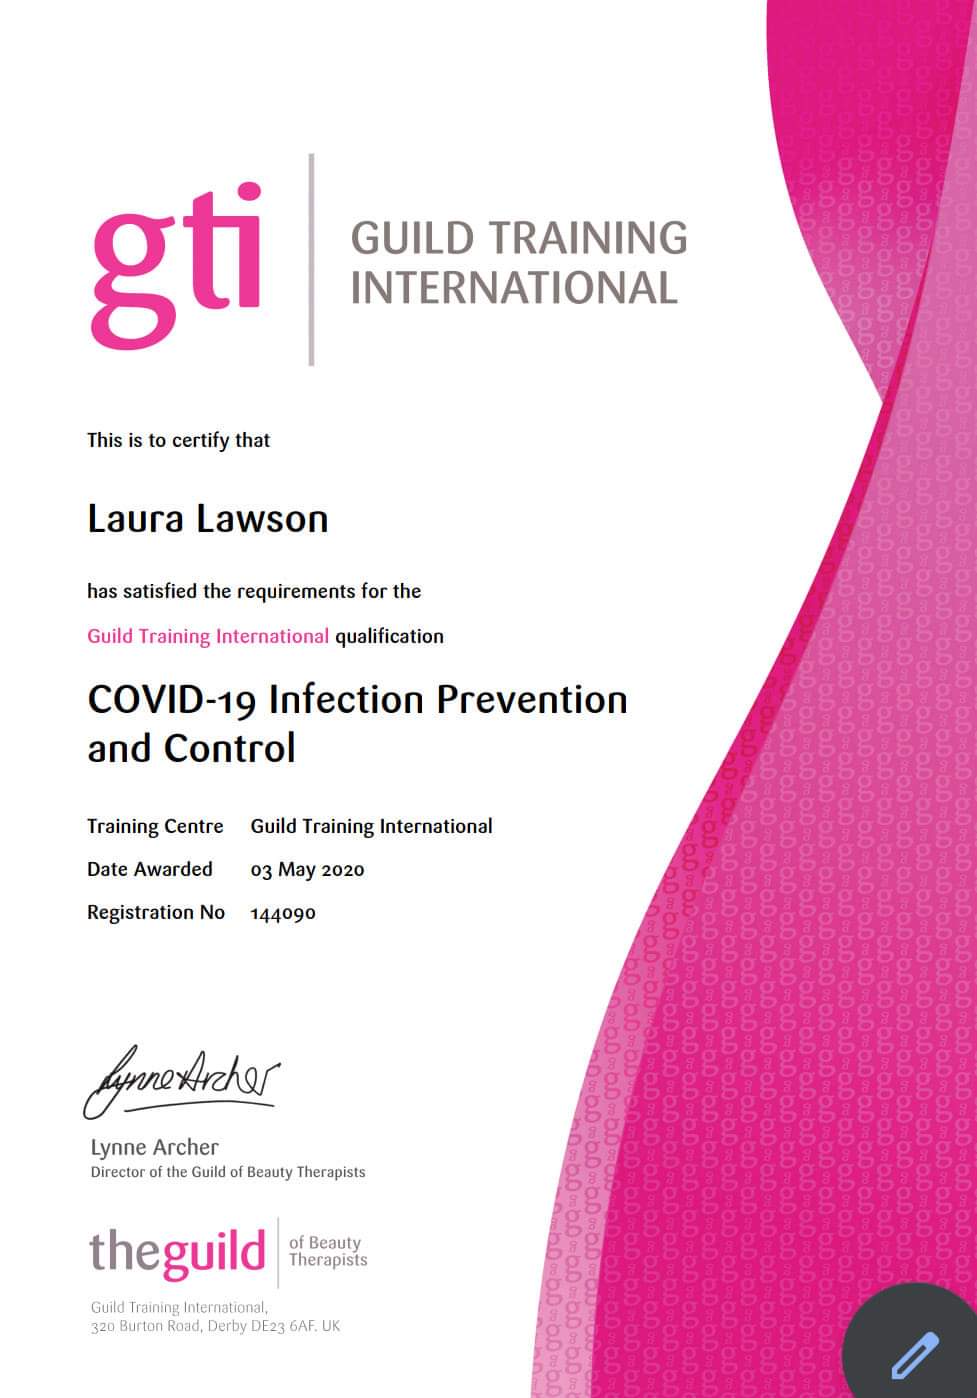 gti
GUILD TRAINING
INTERNATIONAL
This is to certify that
Laura Lawson
has satisfied the requirements for the
Guild Training International qualification
COVID-19 Infection Prevention
and Control
Training Centre Guild Training International
Date Awarded 03 May 2020
Registration No 144090
Lynne Archer
Lynne Archer
Director of the Guild of Beauty Therapists
theguild
of Beauty
Therapists
Guild Training International,
320 Burton Road, Derby DE23 6AF. UK